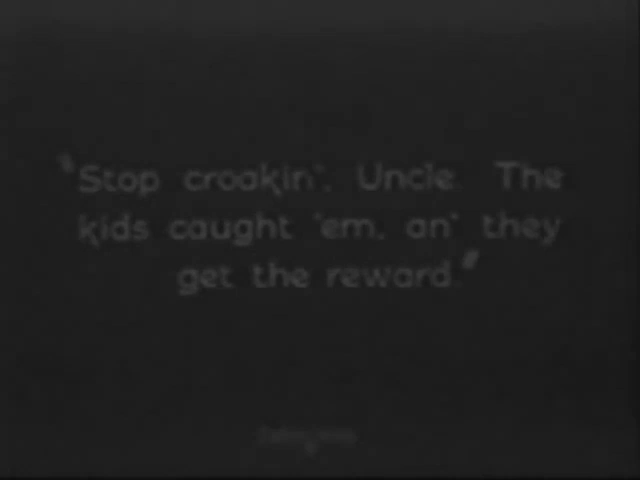 "Stop croakin', Uncle. The
kids caught 'em, an' they
get the reward."